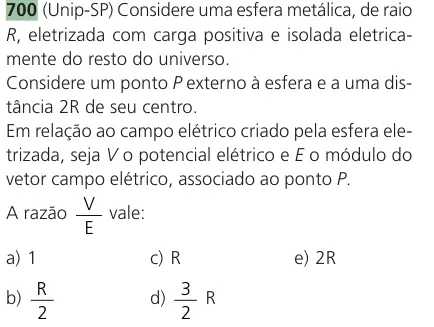 700 (Unip-SP) Considere uma esfera metálica, de raio
R, eletrizada com carga positiva e isolada eletrica-
mente do resto do universo.
Considere um ponto P externo à esfera e a uma dis-
tância 2R de seu centro.
Em relação ao campo elétrico criado pela esfera ele-
trizada, seja V o potencial elétrico e E o módulo do
vetor campo elétrico, associado ao ponto P.
A razão V/E vale:
a) 1 c) R e) 2R
b) R/2 d) 3/2 R